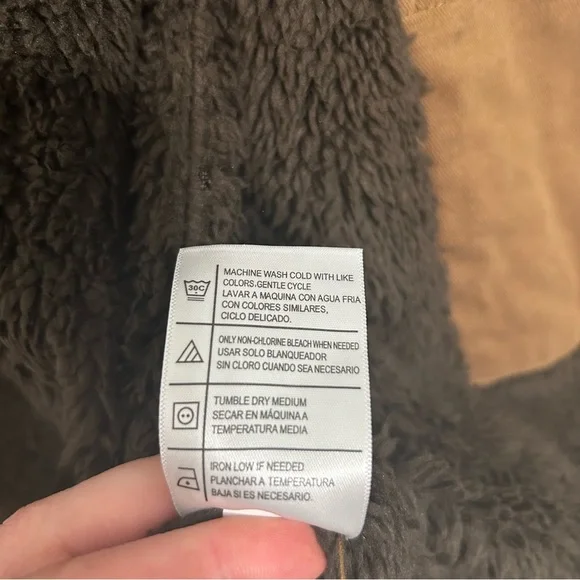 30C
MACHINE WASH COLD WITH LIKE
COLORS.GENTLE CYCLE
LAVAR A MAQUINA CON AGUA FRIA
CON COLORES SIMILARES,
CICLO DELICADO.
ONLY NON-CHLORINE BLEACH WHEN NEEDED
USAR SOLO BLANQUEADOR
SIN CLORO CUANDO SEA NECESARIO
TUMBLE DRY MEDIUM
SECAR EN MÁQUINA A
TEMPERATURA MEDIA
IRON LOW IF NEEDED
PLANCHAR A TEMPERATURA
BAJA SI ES NECESARIO.